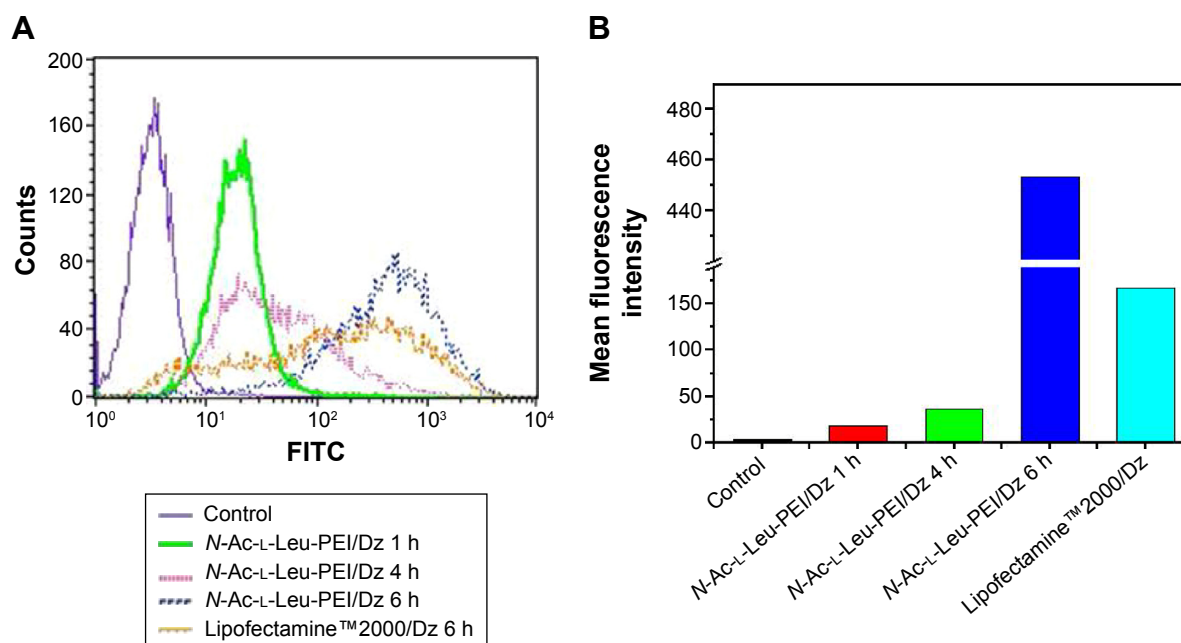 A
200
160
120
80
40
0
Counts
10⁰
10¹
10²
10³
10⁴
FITC
Control
N-Ac-L-Leu-PEI/Dz 1 h
N-Ac-L-Leu-PEI/Dz 4 h
N-Ac-L-Leu-PEI/Dz 6 h
Lipofectamine™2000/Dz 6 h
B
480
460
440
150
100
50
0
Mean fluorescence
intensity
Control
N-Ac-L-Leu-PEI/Dz 1 h
N-Ac-L-Leu-PEI/Dz 4 h
N-Ac-L-Leu-PEI/Dz 6 h
Lipofectamine™2000/Dz